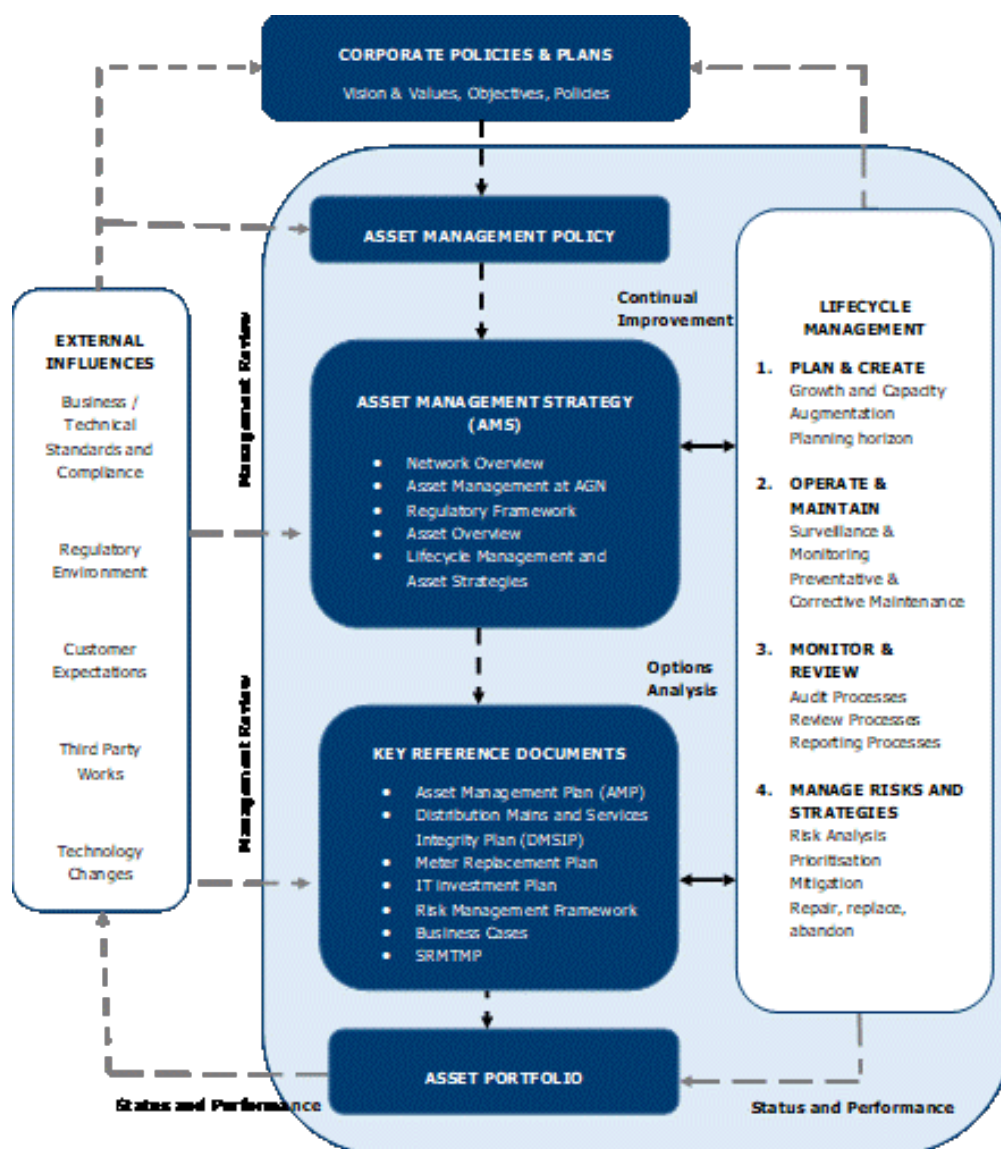 CORPORATE POLICIES & PLANS
Vision & Values, Objectives, Policies
ASSET MANAGEMENT POLICY
Continual
Improvement
Management Review
EXTERNAL
INFLUENCES
Business /
Technical
Standards and
Compliance
Regulatory
Environment
Customer
Expectations
Third Party
Works
Technology
Changes
ASSET MANAGEMENT STRATEGY
(AMS)
• Network Overview
• Asset Management at AGN
• Regulatory Framework
• Asset Overview
• Lifecycle Management and
Asset Strategies
Options
Analysis
Management Review
KEY REFERENCE DOCUMENTS
• Asset Management Plan (AMP)
• Distribution Mains and Services
Integrity Plan (DMSIP)
• Meter Replacement Plan
• IT Investment Plan
• Risk Management Framework
• Business Cases
• SRMTMP
LIFECYCLE
MANAGEMENT
1. PLAN & CREATE
Growth and Capacity
Augmentation
Planning horizon
2. OPERATE &
MAINTAIN
Surveillance &
Monitoring
Preventative &
Corrective Maintenance
3. MONITOR &
REVIEW
Audit Processes
Review Processes
Reporting Processes
4. MANAGE RISKS AND
STRATEGIES
Risk Analysis
Prioritisation
Mitigation
Repair, replace,
abandon
ASSET PORTFOLIO
Status and Performance
Status and Performance